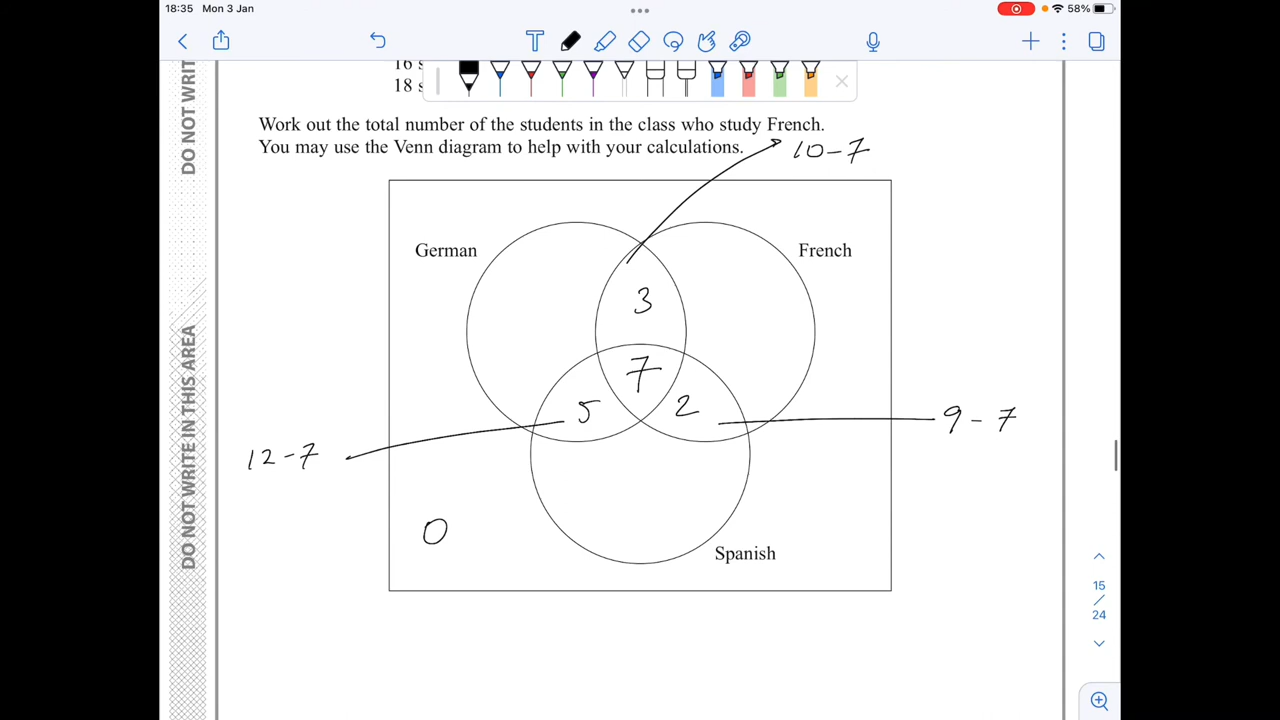 18:35 Mon 3 Jan
58%
T
16 s
18 s
DO NOT WRIT
Work out the total number of the students in the class who study French.
You may use the Venn diagram to help with your calculations.
10-7
German
French
3
7
5
2
9-7
12-7
DO NOT WRITE IN THIS AREA
0
Spanish
15
/
24